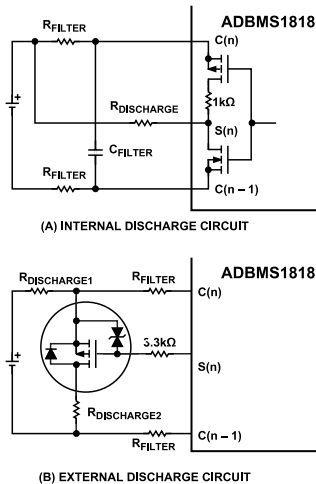 ADBMS1818
RFILTER
C(n)
1kΩ
RDISCHARGE
S(n)
CFILTER
RFILTER
C(n – 1)
(A) INTERNAL DISCHARGE CIRCUIT
ADBMS1818
RDISCHARGE1
RFILTER
C(n)
3.3kΩ
S(n)
RDISCHARGE2
RFILTER
C(n – 1)
(B) EXTERNAL DISCHARGE CIRCUIT